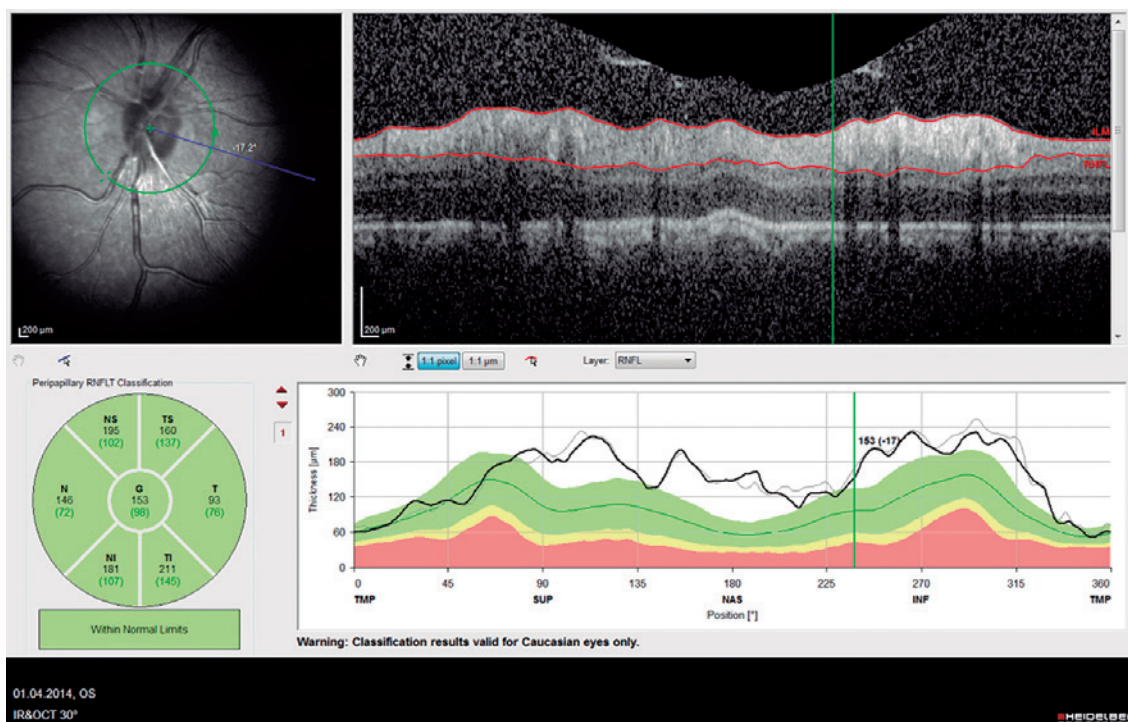 -17.2°
200 µm
ILM
RNFL
200 µm
1:1 pixel
1:1 µm
Layer:
RNFL
Peripapillary RNFLT Classification
NS
195
(102)
TS
160
(137)
N
146
(72)
G
153
(98)
T
93
(76)
NI
181
(107)
TI
211
(145)
Within Normal Limits
1
Thickness [µm]
300
240
180
120
60
0
153 (-17)
0
45
90
135
180
225
270
315
360
TMP
SUP
NAS
INF
TMP
Position [°]
Warning: Classification results valid for Caucasian eyes only.
01.04.2014, OS
IR&OCT 30°
HEIDELBE